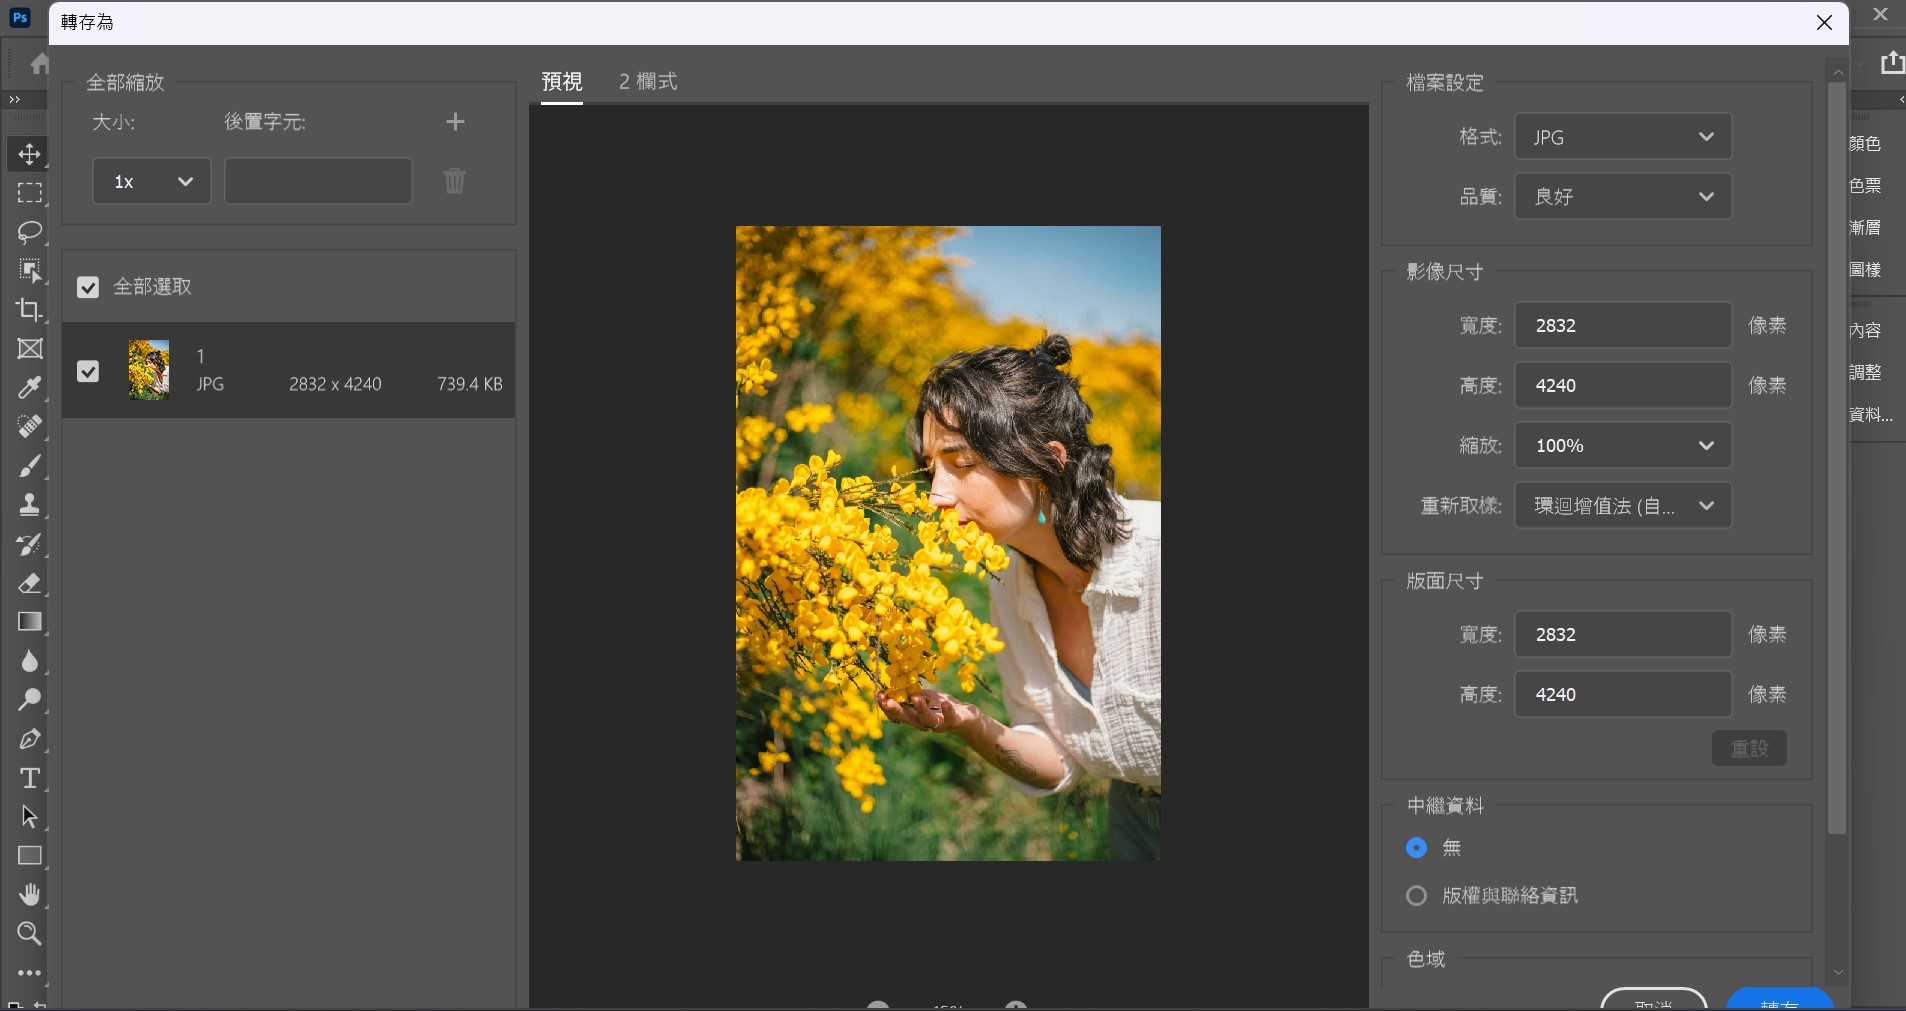 Ps
轉存為
全部縮放
大小:
後置字元:
1x
全部選取
1
JPG
2832 x 4240
739.4 KB
預視
2 欄式
檔案設定
格式:
JPG
品質:
良好
影像尺寸
寬度:
2832
像素
高度:
4240
像素
縮放:
100%
重新取樣:
環迴增值法 (自...
版面尺寸
寬度:
2832
像素
高度:
4240
像素
重設
中繼資料
無
版權與聯絡資訊
色域
取消
轉存
顏色
色票
漸層
圖樣
內容
調整
資料...